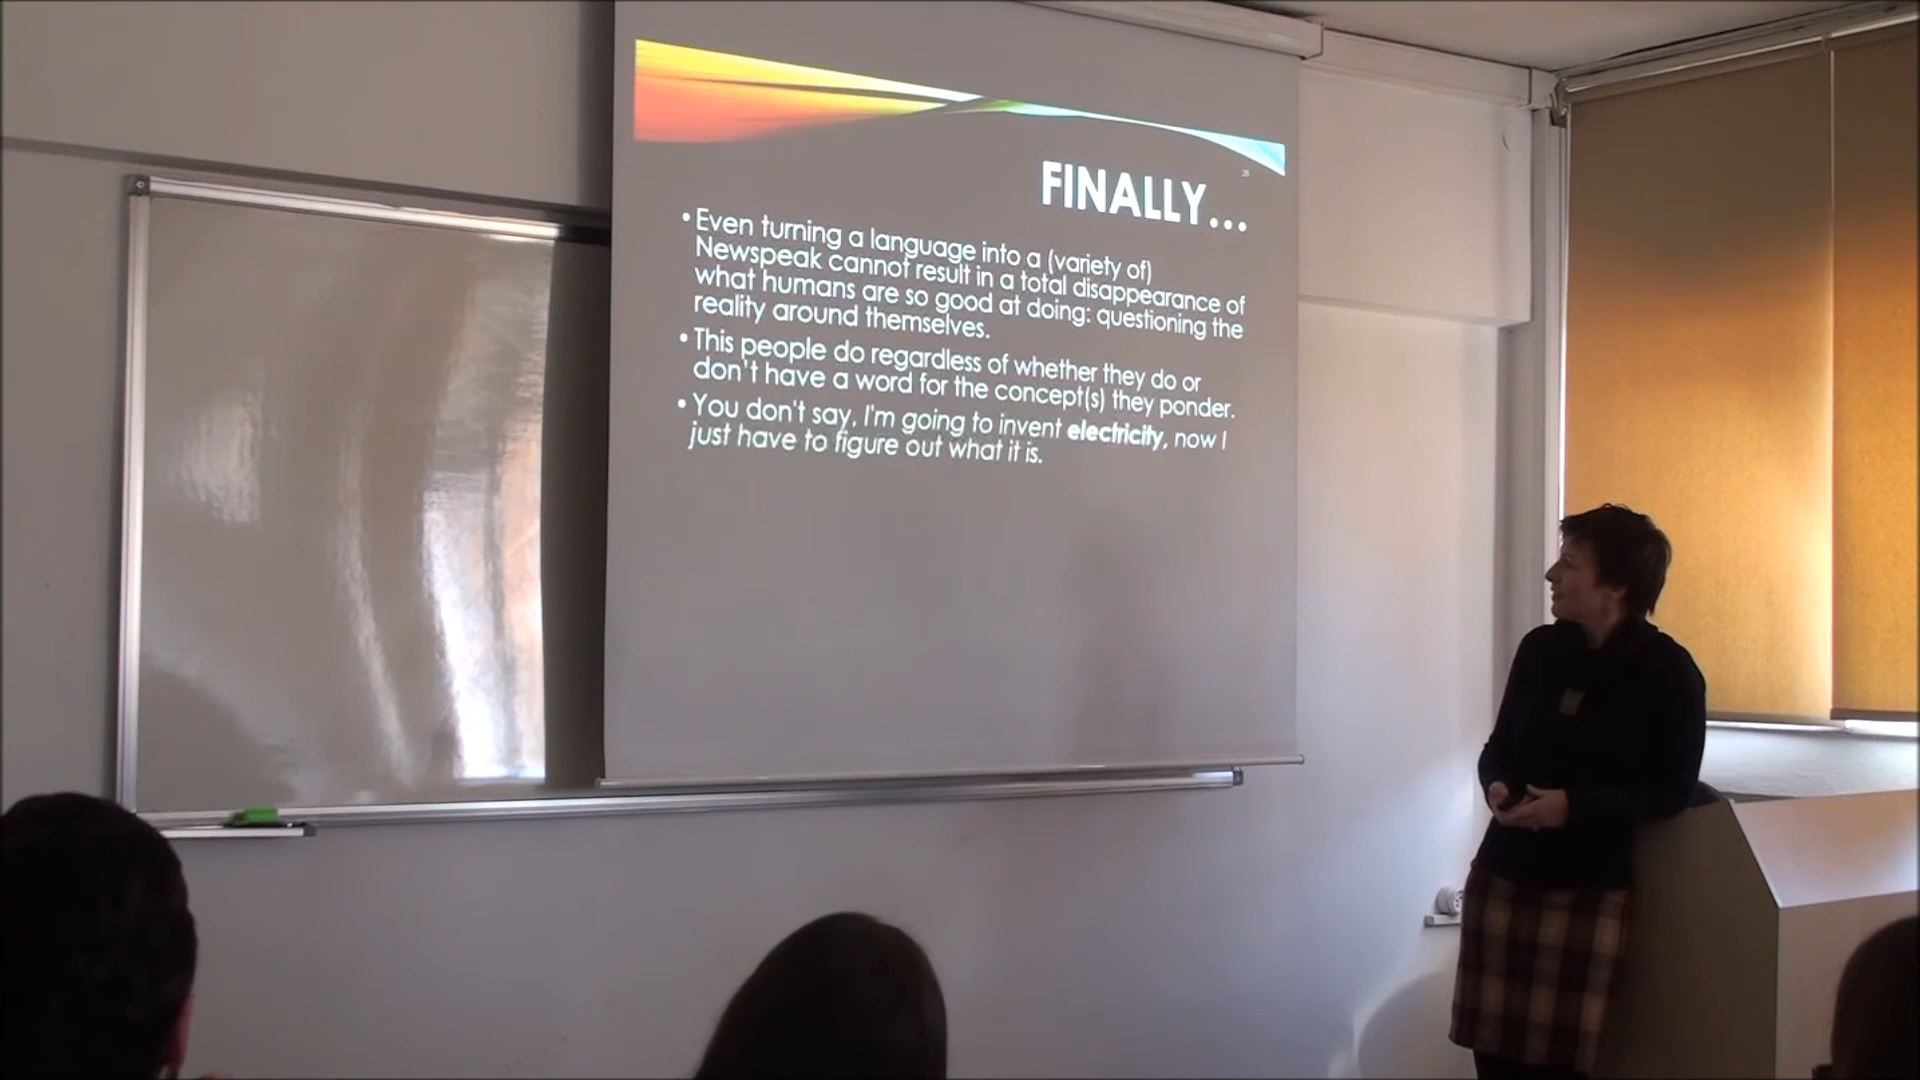 FINALLY...
• Even turning a language into a (variety of)
Newspeak cannot result in a total disappearance of
what humans are so good at doing: questioning the
reality around themselves.
• This people do regardless of whether they do or
don't have a word for the concept(s) they ponder.
• You don't say, I'm going to invent electricity, now I
just have to figure out what it is.